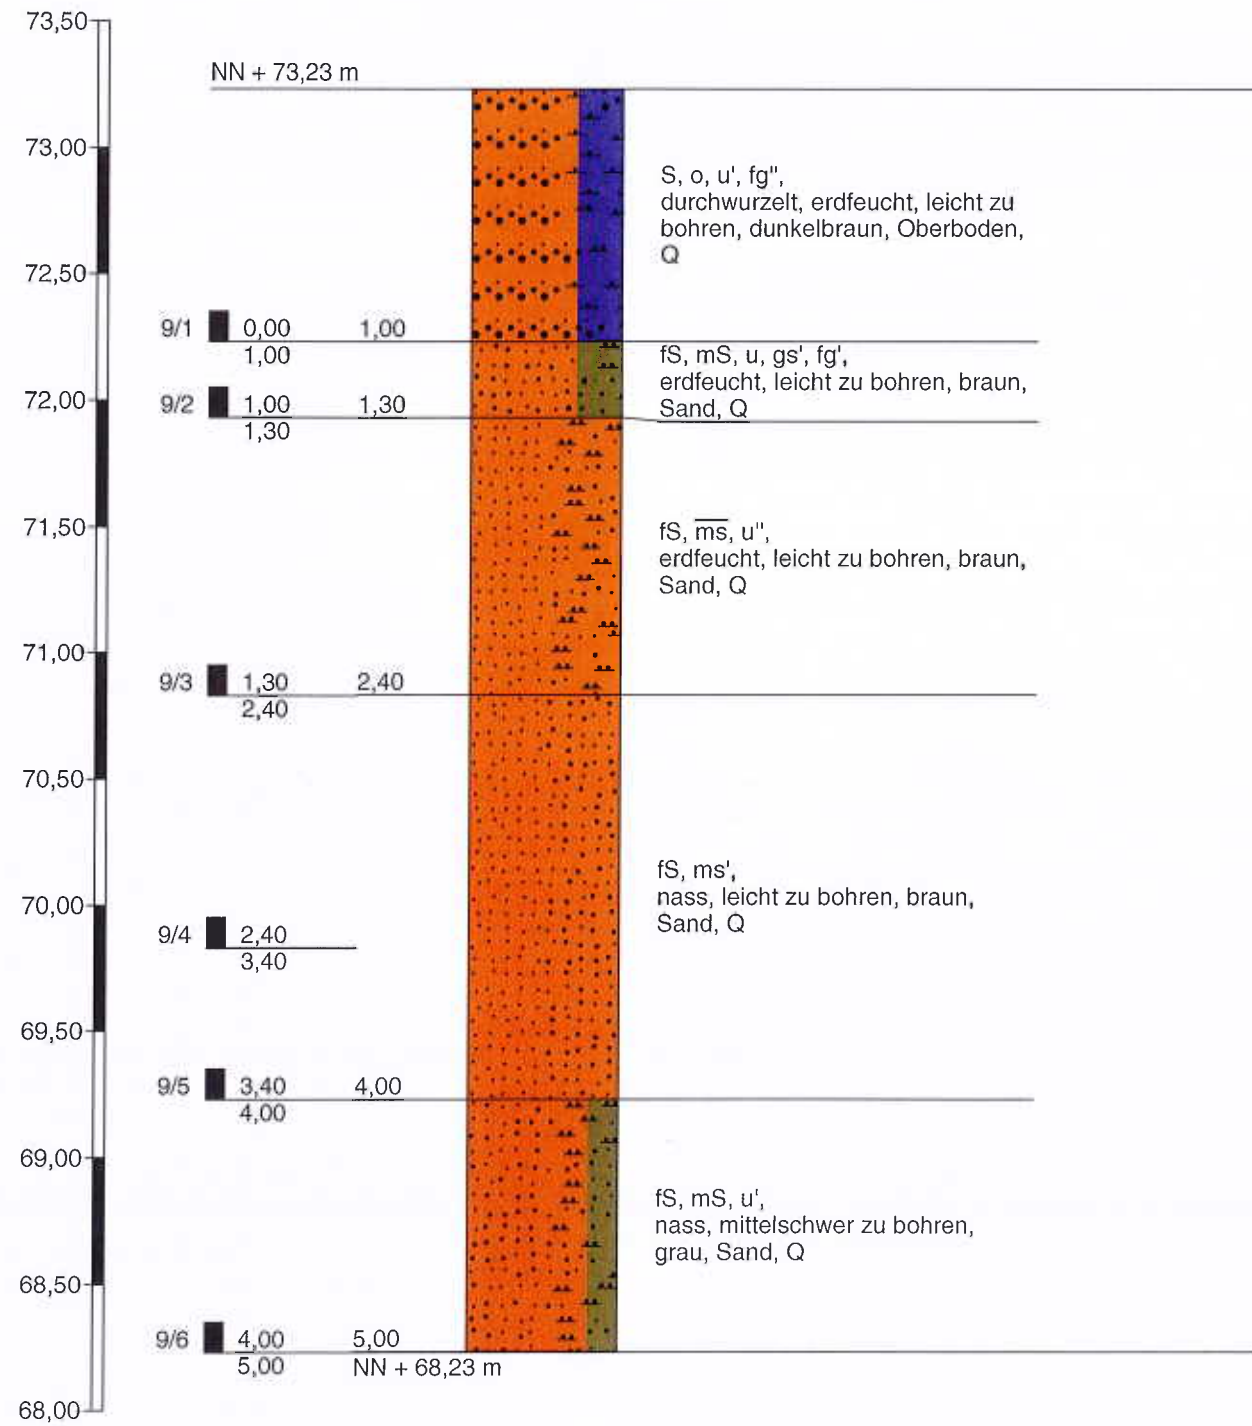 73,50
NN + 73,23 m
73,00
S, o, u', fg",
durchwurzelt, erdfeucht, leicht zu
bohren, dunkelbraun, Oberboden,
Q
72,50
9/1 0,00 1,00
1,00
fS, mS, u, gs', fg',
erdfeucht, leicht zu bohren, braun,
Sand, Q
72,00
9/2 1,00 1,30
1,30
71,50
fS, m̅s̅, u",
erdfeucht, leicht zu bohren, braun,
Sand, Q
71,00
9/3 1,30 2,40
2,40
70,50
fS, ms',
nass, leicht zu bohren, braun,
Sand, Q
70,00
9/4 2,40
3,40
69,50
9/5 3,40 4,00
4,00
69,00
fS, mS, u',
nass, mittelschwer zu bohren,
grau, Sand, Q
68,50
9/6 4,00 5,00
5,00 NN + 68,23 m
68,00